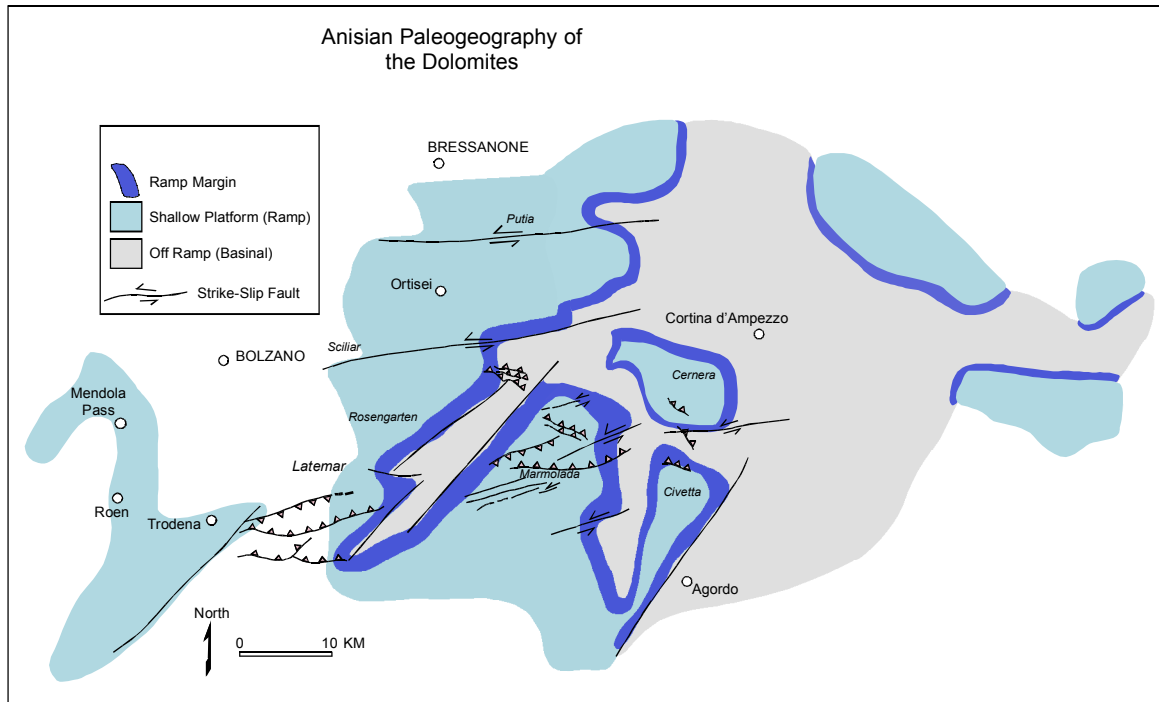 Anisian Paleogeography of
the Dolomites
BRESSANONE
Ramp Margin
Shallow Platform (Ramp)
Off Ramp (Basinal)
Strike-Slip Fault
Putia
Ortisei
Cortina d'Ampezzo
Sciliar
BOLZANO
Cernera
Mendola
Pass
Rosengarten
Latemar
Marmolada
Civetta
Roen
Trodena
Agordo
North
0 10 KM